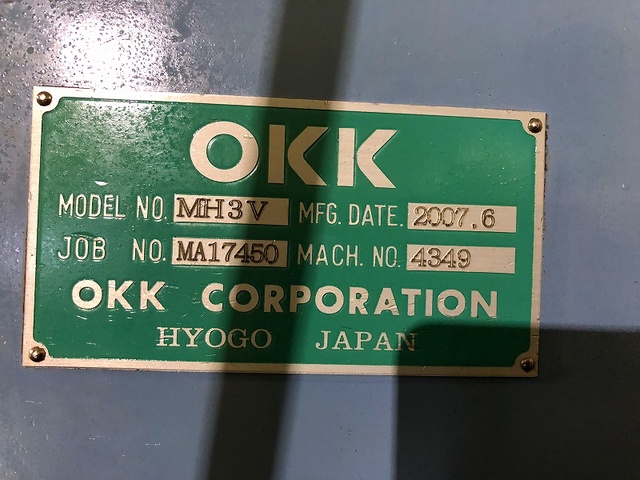 OKK
MODEL NO. MH3V MFG. DATE. 2007.6
JOB NO. MA17450 MACH. NO. 4349
OKK CORPORATION
HYOGO JAPAN